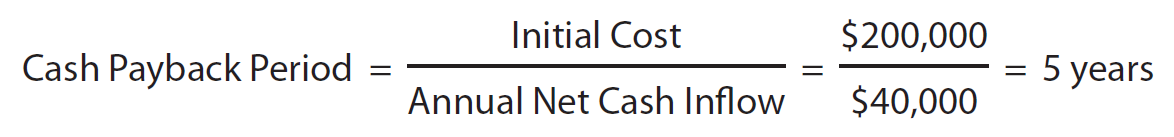 Cash Payback Period = Initial Cost / Annual Net Cash Inflow = $200,000 / $40,000 = 5 years